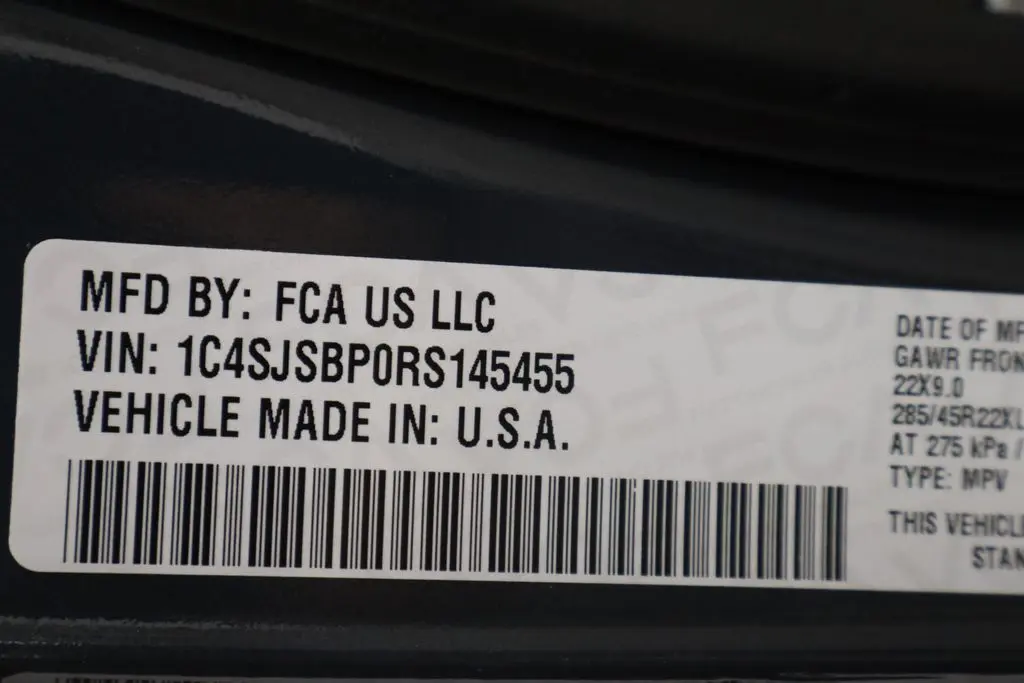 MFD BY: FCA US LLC
VIN: 1C4SJSBP0RS145455
VEHICLE MADE IN: U.S.A.
DATE OF MF
GAWR FRON
22X9.0
285/45R22XL
AT 275 kPa /
TYPE: MPV
THIS VEHICL
STAN